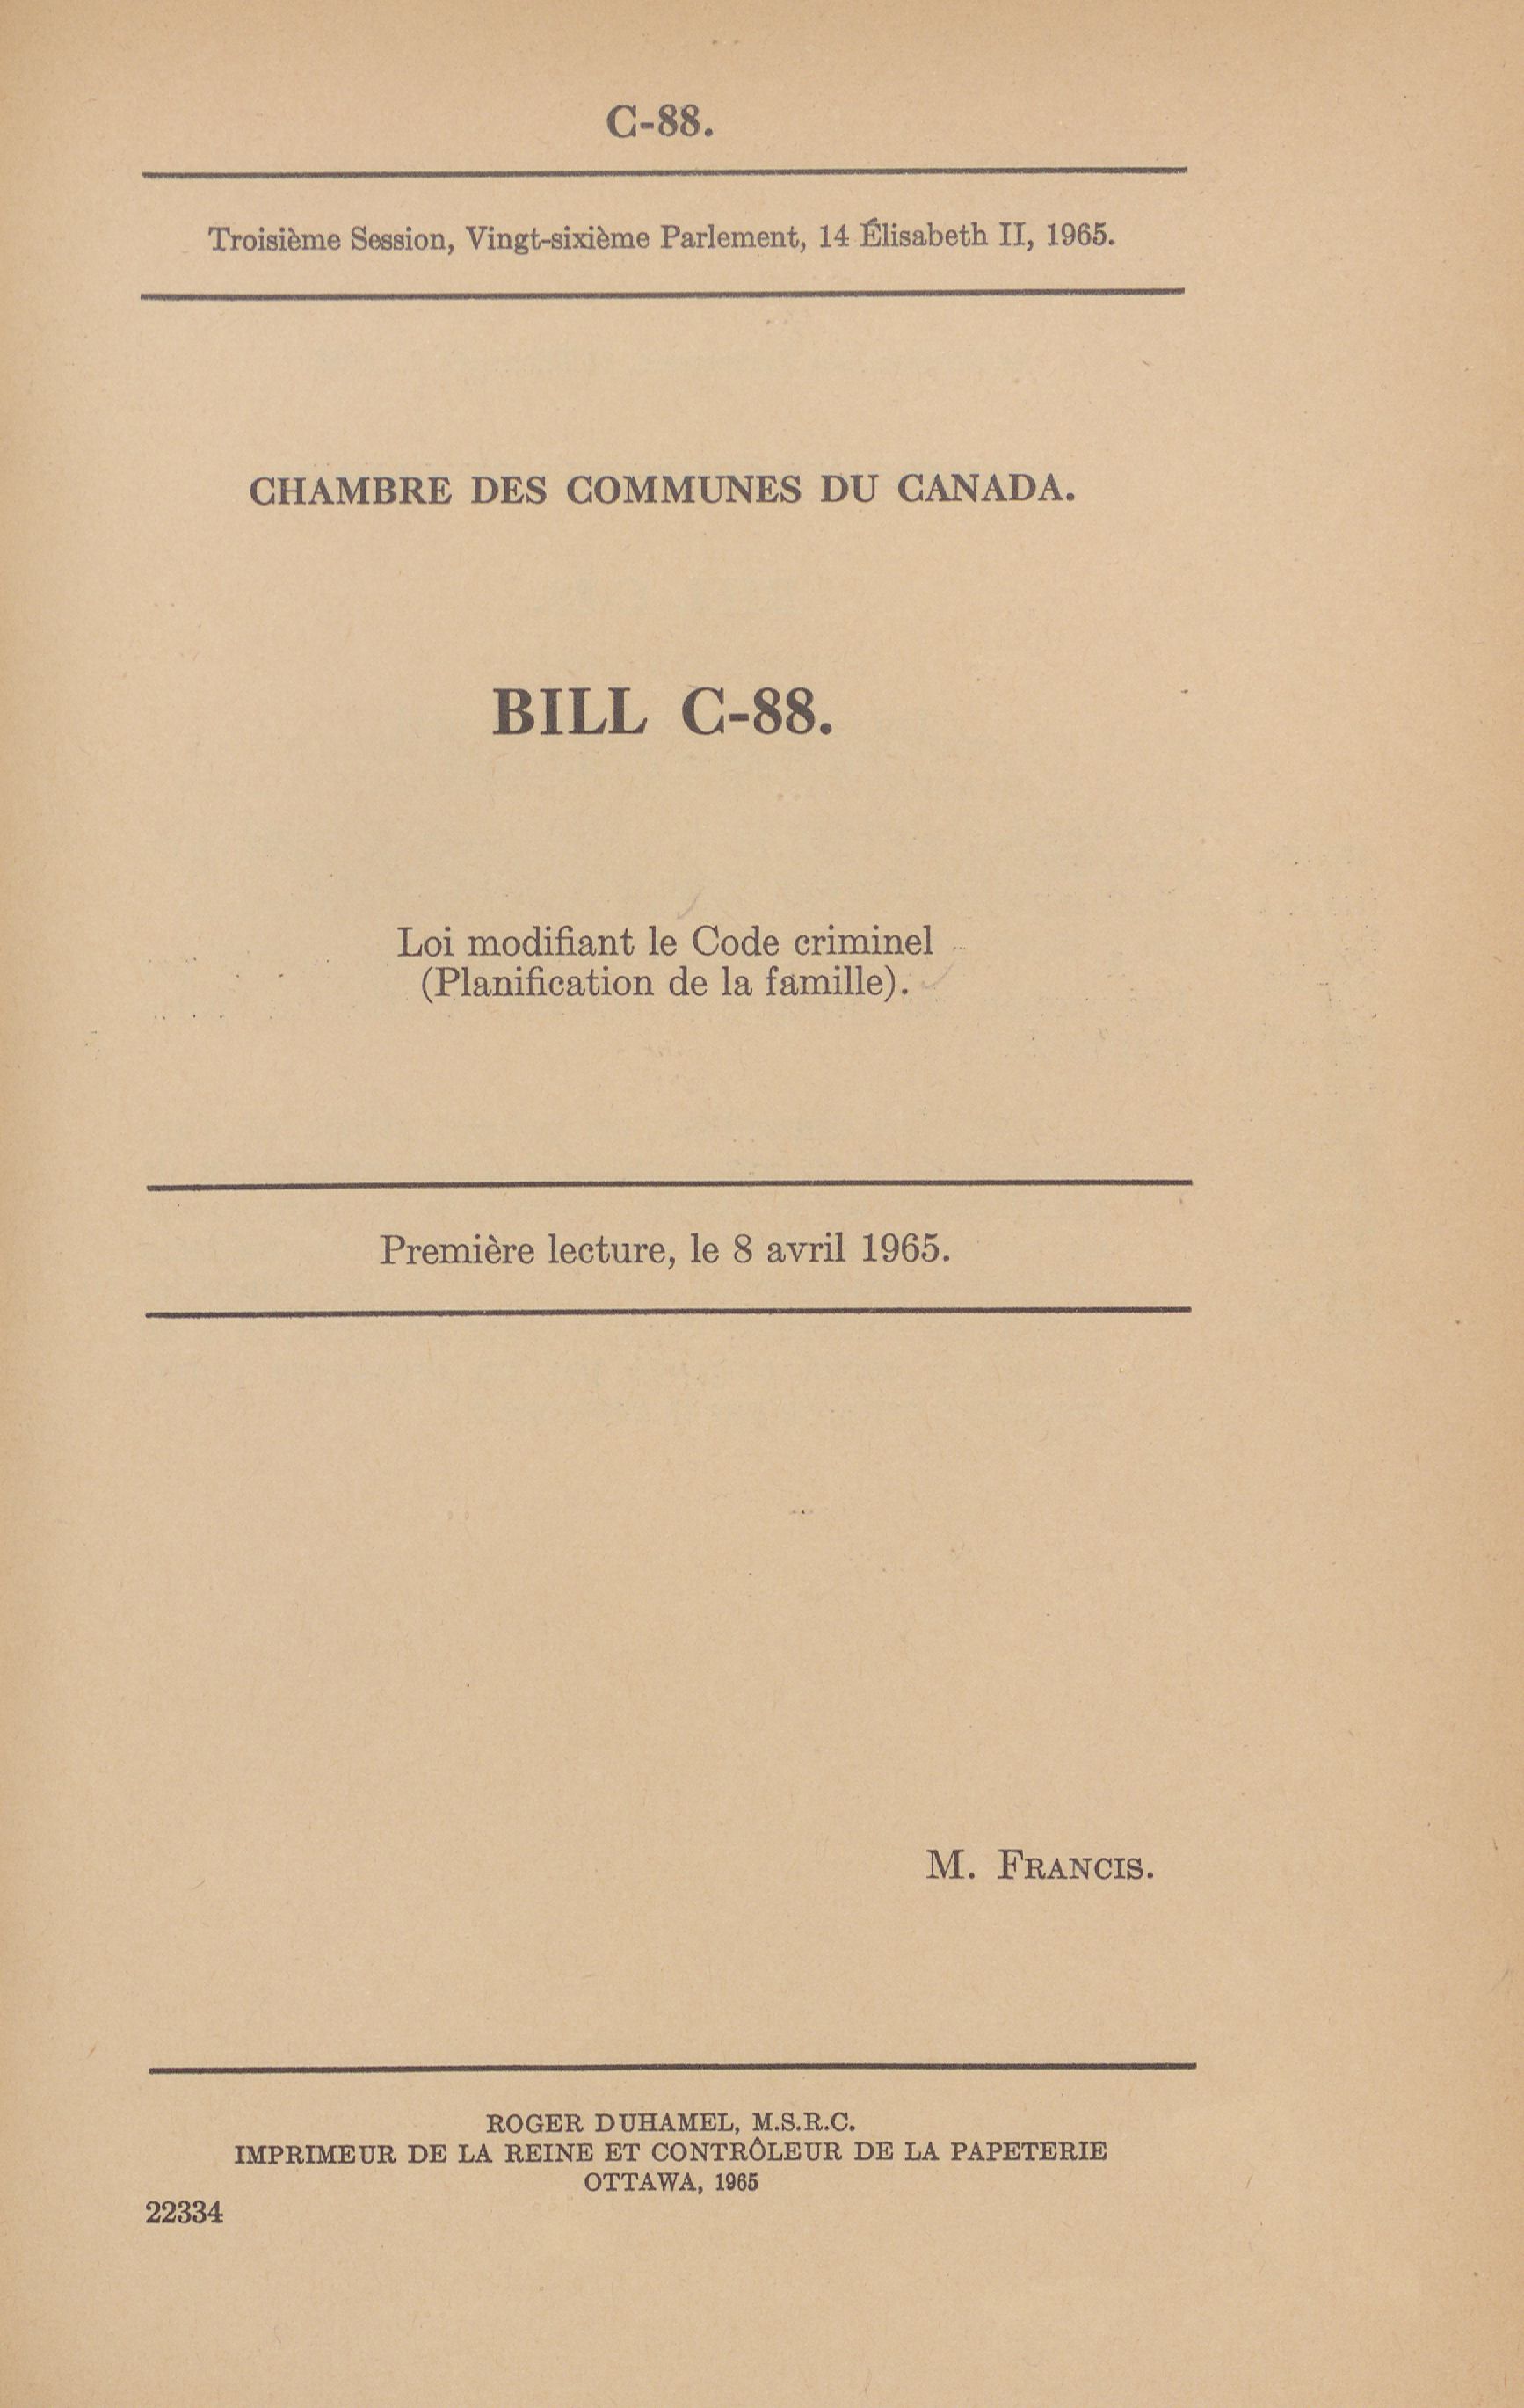 C-88.
Troisième Session, Vingt-sixième Parlement, 14 Élisabeth II, 1965.
CHAMBRE DES COMMUNES DU CANADA.
BILL C-88.
Loi modifiant le Code criminel
(Planification de la famille).
Première lecture, le 8 avril 1965.
M. FRANCIS.
ROGER DUHAMEL, M.S.R.C.
IMPRIMEUR DE LA REINE ET CONTRÔLEUR DE LA PAPETERIE
OTTAWA, 1965
22334